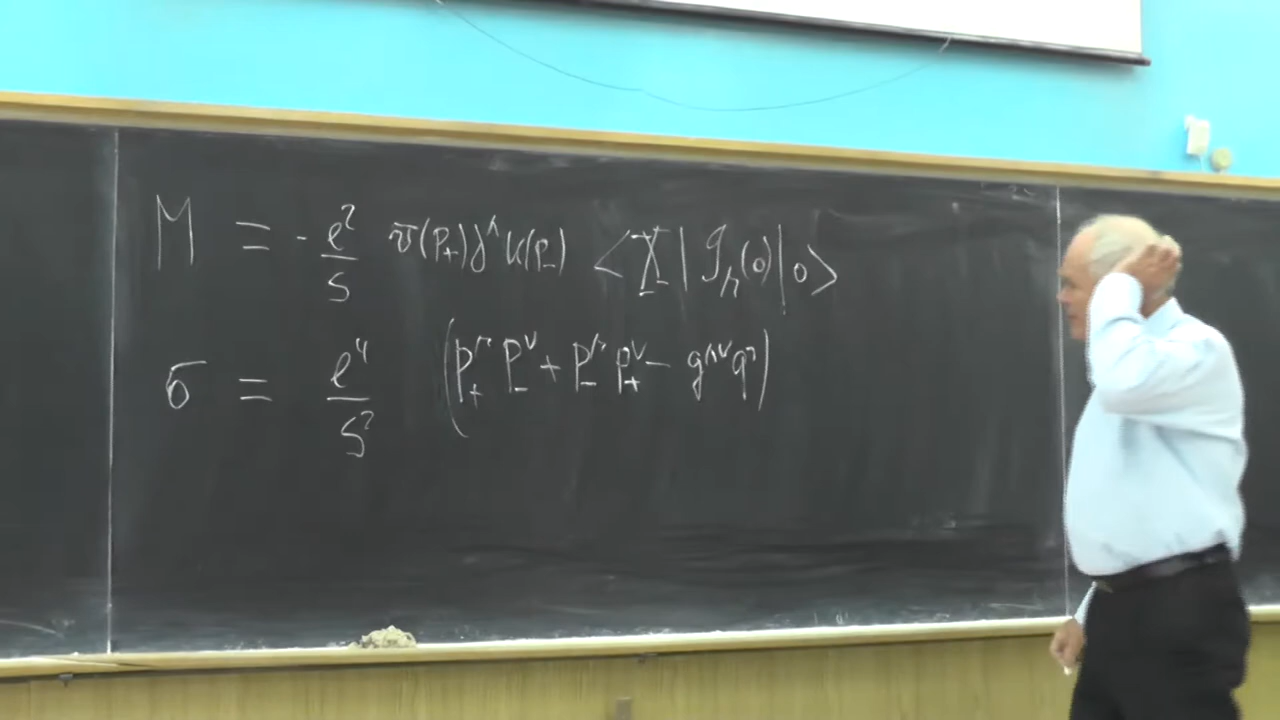 M = - e²/s v̄(p₊)γ^μ u(p₋) <X| J_μ(0) |0>
σ = e⁴/s² (p₊^μ p₋^ν + p₋^μ p₊^ν - g^μν q²)